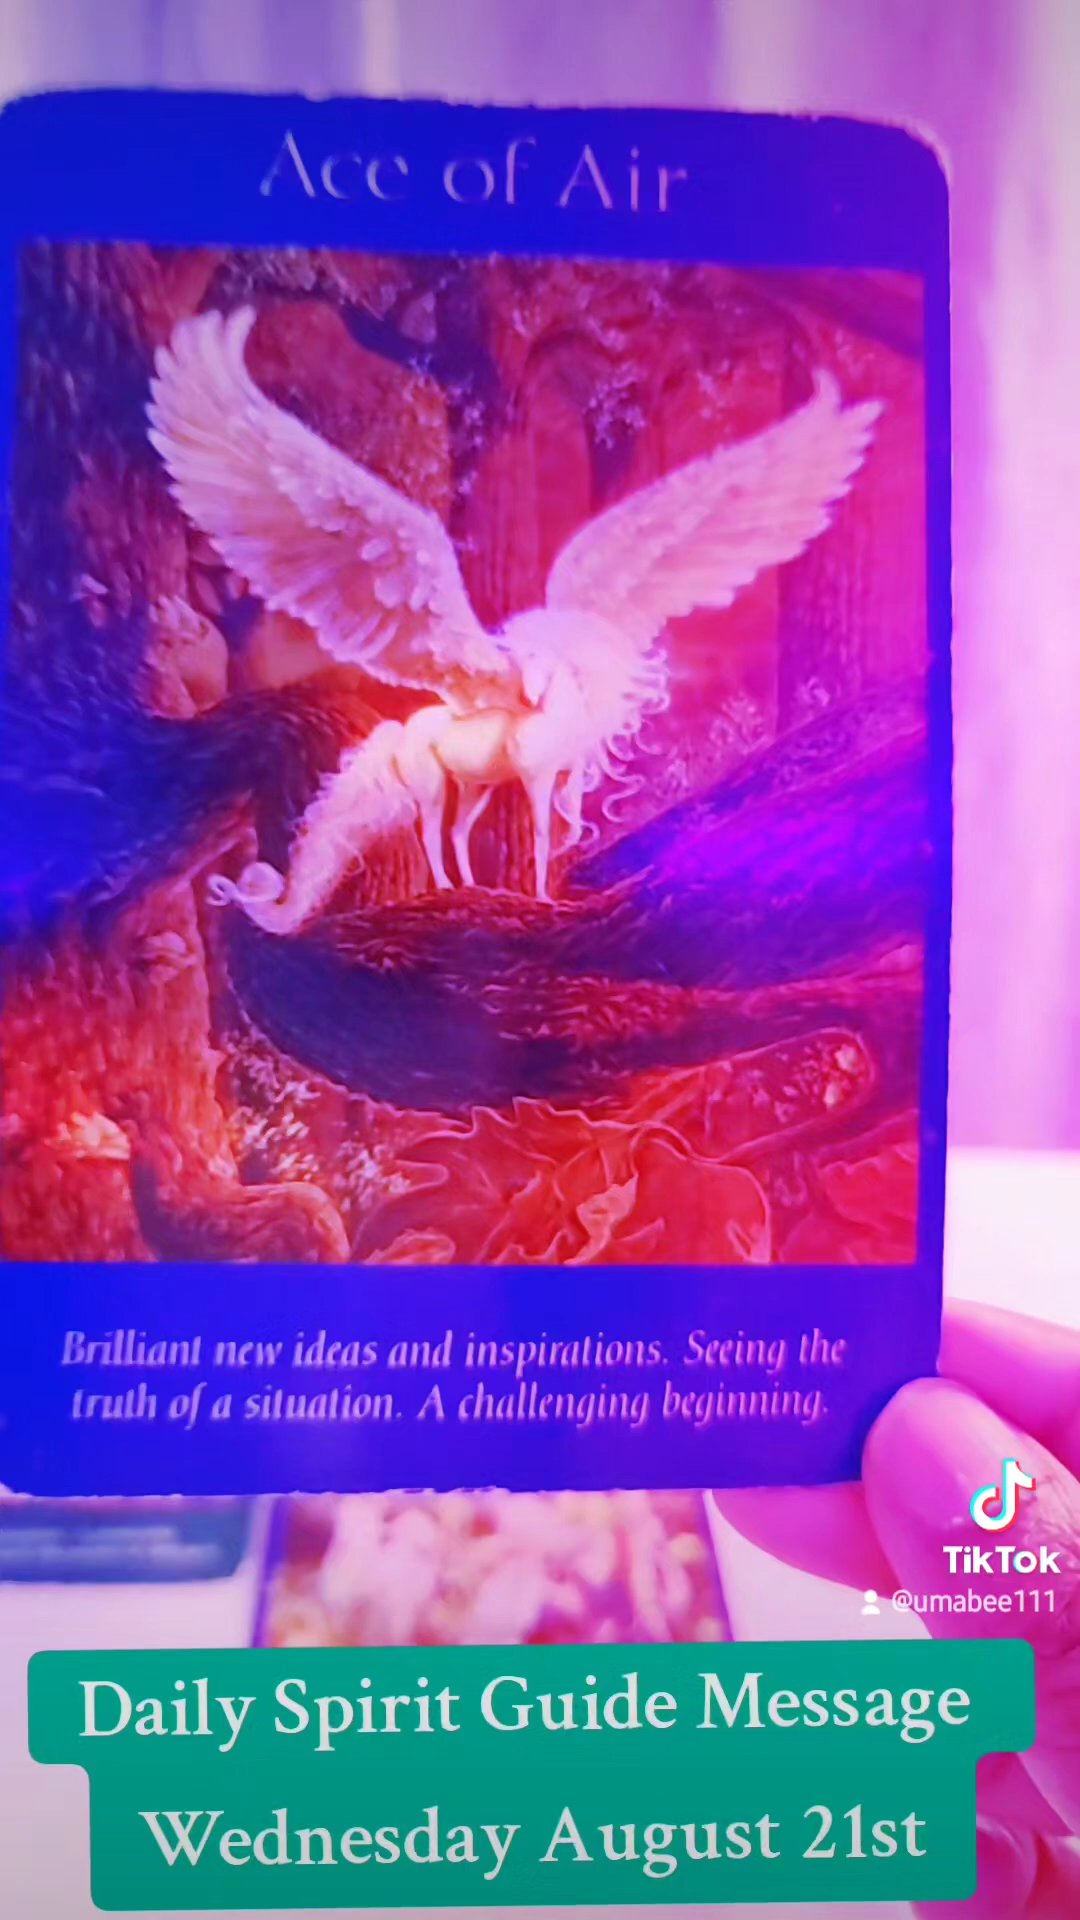 Ace of Air
Brilliant new ideas and inspirations. Seeing the
truth of a situation. A challenging beginning.
TikTok
@umabee111
Daily Spirit Guide Message
Wednesday August 21st